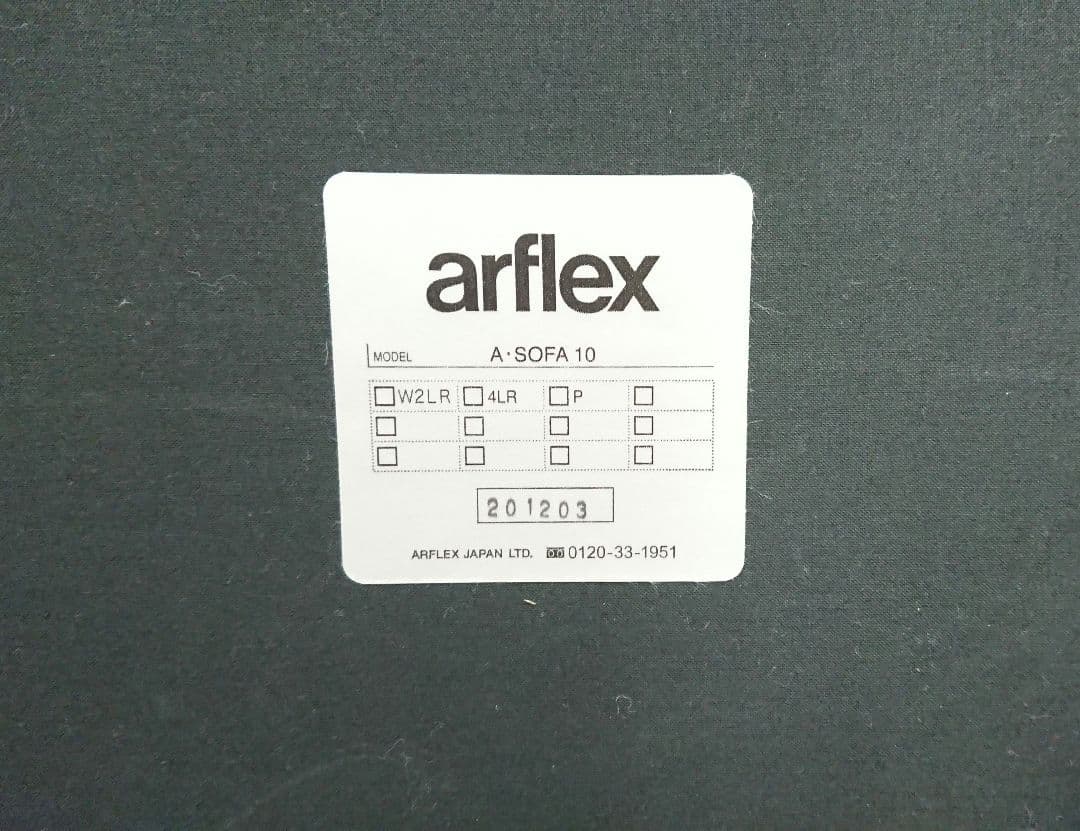 arflex
MODEL A·SOFA 10
☐W2LR ☐4LR ☐P ☐
☐ ☐ ☐ ☐
☐ ☐ ☐ ☐
201203
ARFLEX JAPAN LTD. 0120-33-1951